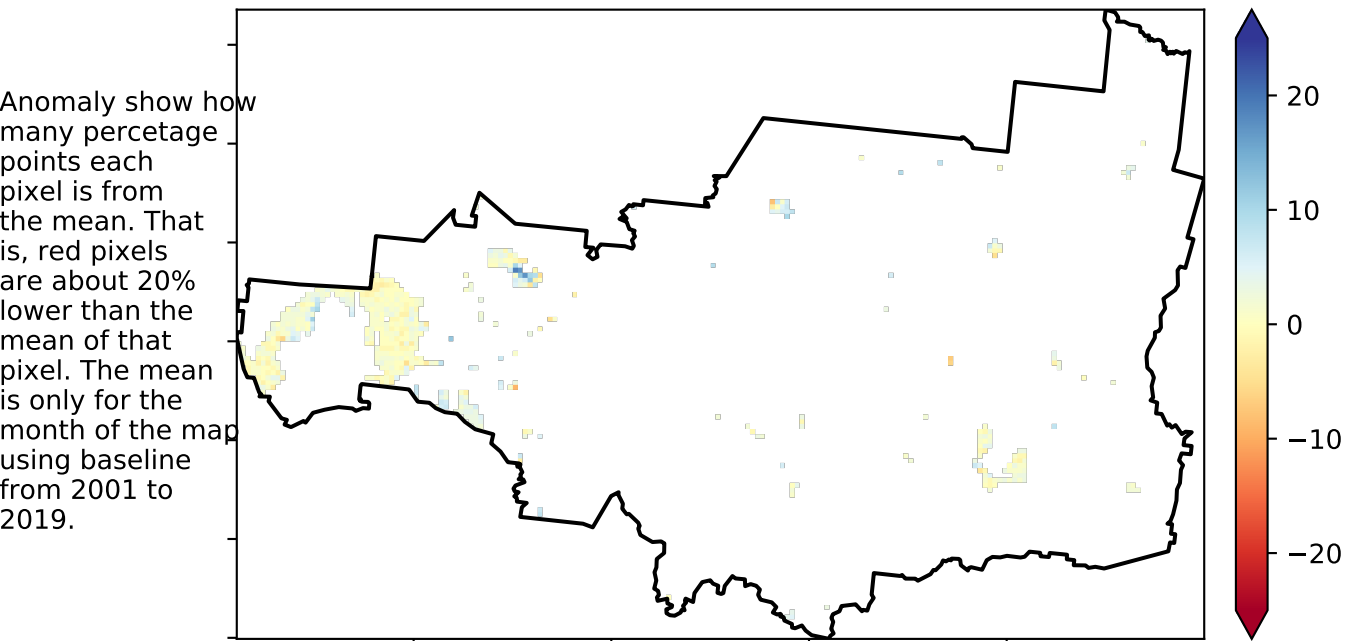 Anomaly show how
many percetage
points each
pixel is from
the mean. That
is, red pixels
are about 20%
lower than the
mean of that
pixel. The mean
is only for the
month of the map
using baseline
from 2001 to
2019.
20
10
0
−10
−20